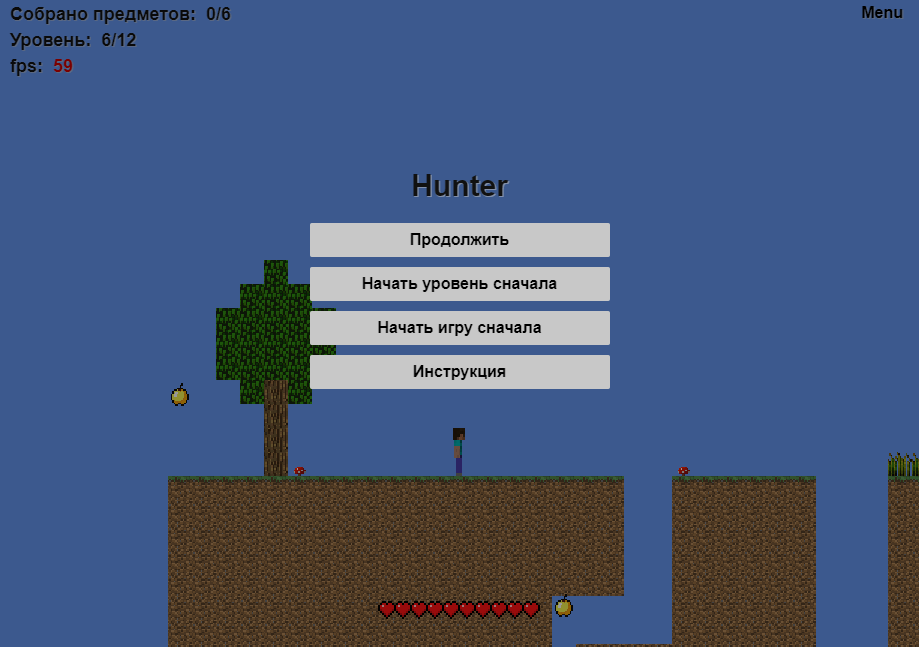 Собрано предметов: 0/6
Menu
Уровень: 6/12
fps: 59
Hunter
Продолжить
Начать уровень сначала
Начать игру сначала
Инструкция